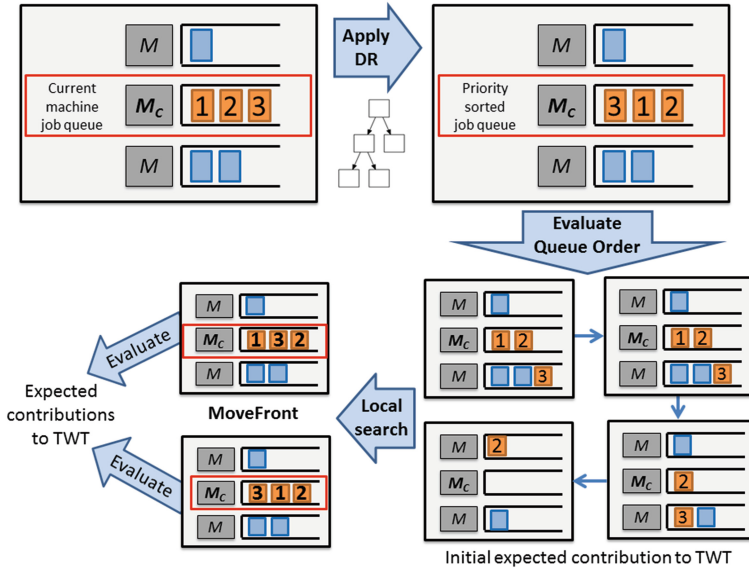 M
Current
machine
job queue
Mc
1 2 3
M
Apply
DR
M
Priority
sorted
job queue
Mc
3 1 2
M
Evaluate
Queue Order
M
Mc
1 2
M
3
M
Mc
1 2
M
3
M
Mc
2
M
3
M
2
Mc
M
Initial expected contribution to TWT
Local
search
M
Mc
1 3 2
M
MoveFront
M
Mc
3 1 2
M
Evaluate
Evaluate
Expected
contributions
to TWT